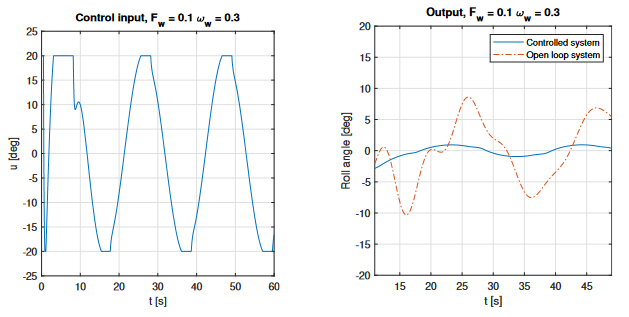 Control input, F_w = 0.1 ω_w = 0.3
25
20
15
10
5
0
-5
-10
-15
-20
-25
u [deg]
0 10 20 30 40 50 60
t [s]
Output, F_w = 0.1 ω_w = 0.3
Controlled system
Open loop system
20
15
10
5
0
-5
-10
-15
-20
Roll angle [deg]
15 20 25 30 35 40 45
t [s]